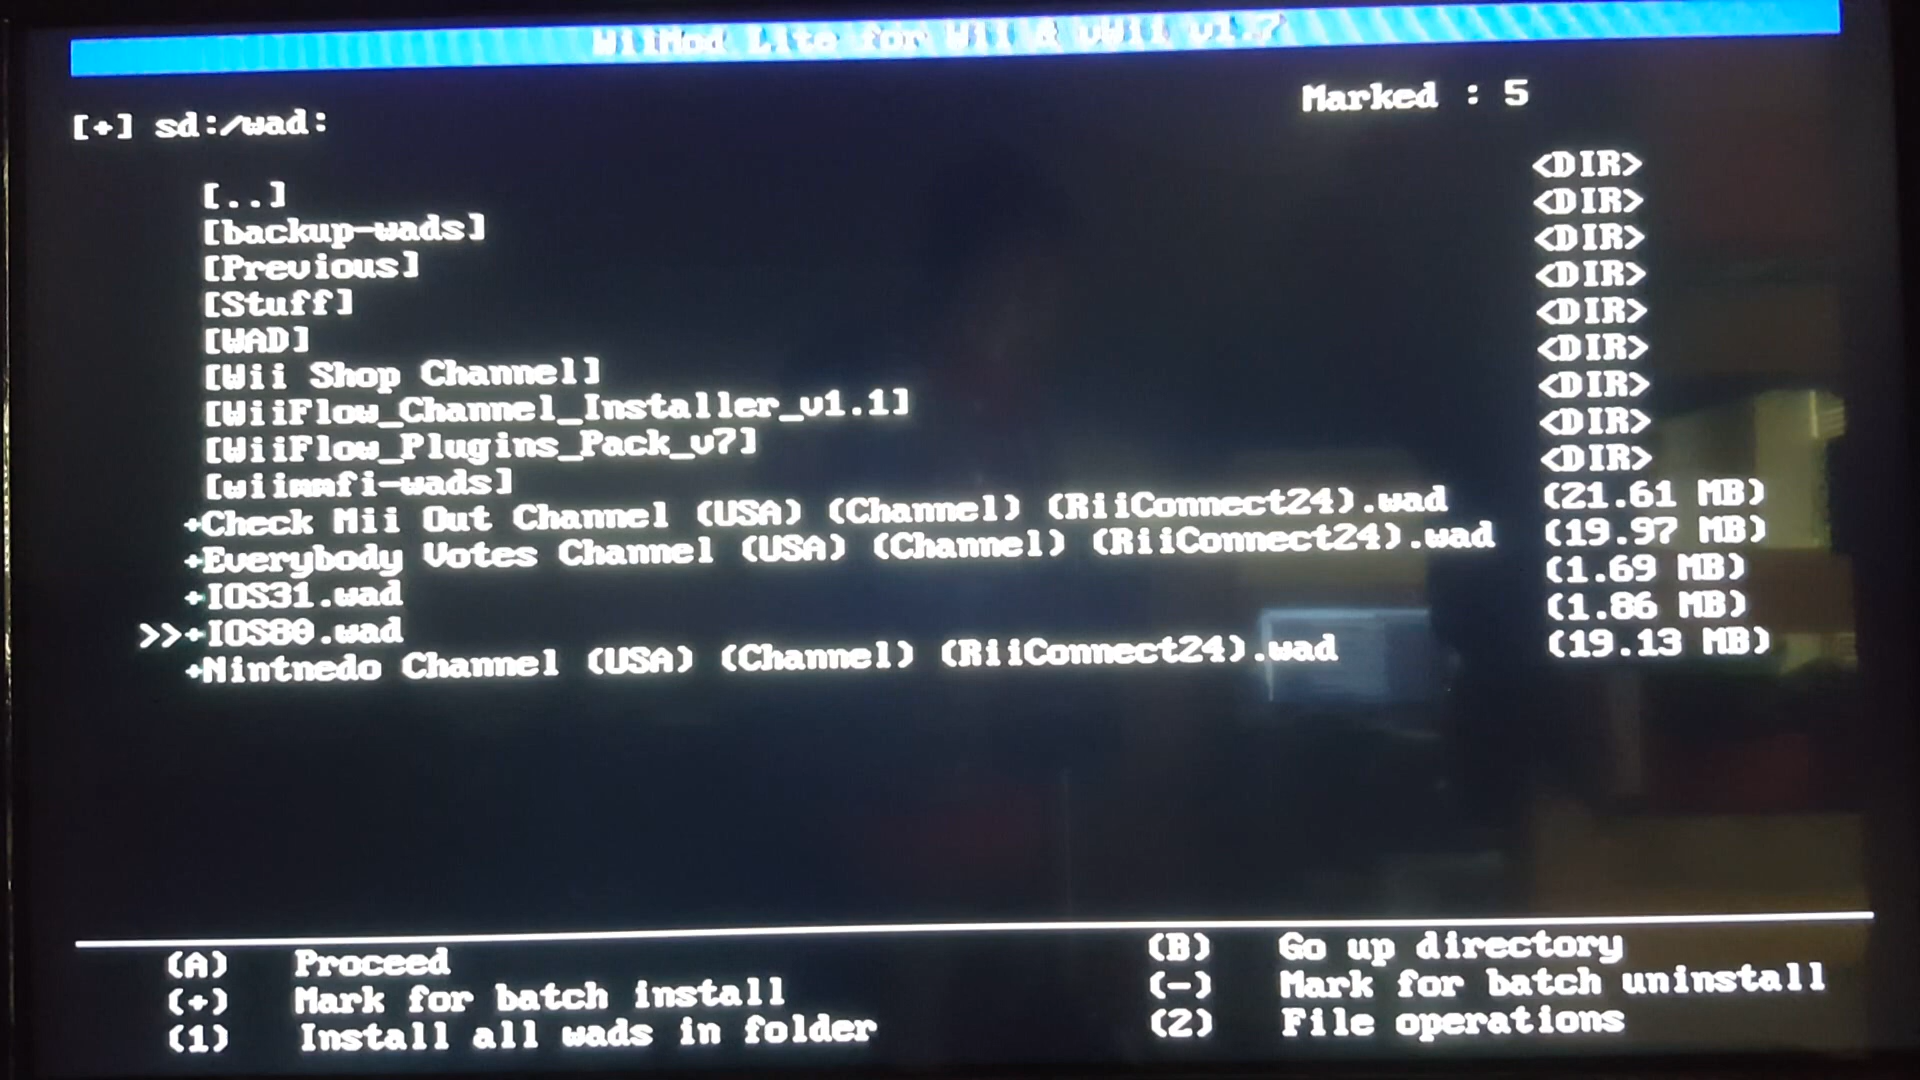 WiiMod Lite for Wii & vWii v1.7
Marked : 5
[+] sd:/wad:
[..] <DIR>
[backup-wads] <DIR>
[Previous] <DIR>
[Stuff] <DIR>
[WAD] <DIR>
[Wii Shop Channel] <DIR>
[WiiFlow_Channel_Installer_v1.1] <DIR>
[WiiFlow_Plugins_Pack_v7] <DIR>
[wiimmfi-wads] <DIR>
+Check Mii Out Channel (USA) (Channel) (RiiConnect24).wad (21.61 MB)
+Everybody Votes Channel (USA) (Channel) (RiiConnect24).wad (19.97 MB)
+IOS31.wad (1.69 MB)
>>+IOS80.wad (1.86 MB)
+Nintnedo Channel (USA) (Channel) (RiiConnect24).wad (19.13 MB)
(A) Proceed (B) Go up directory
(+) Mark for batch install (-) Mark for batch uninstall
(1) Install all wads in folder (2) File operations